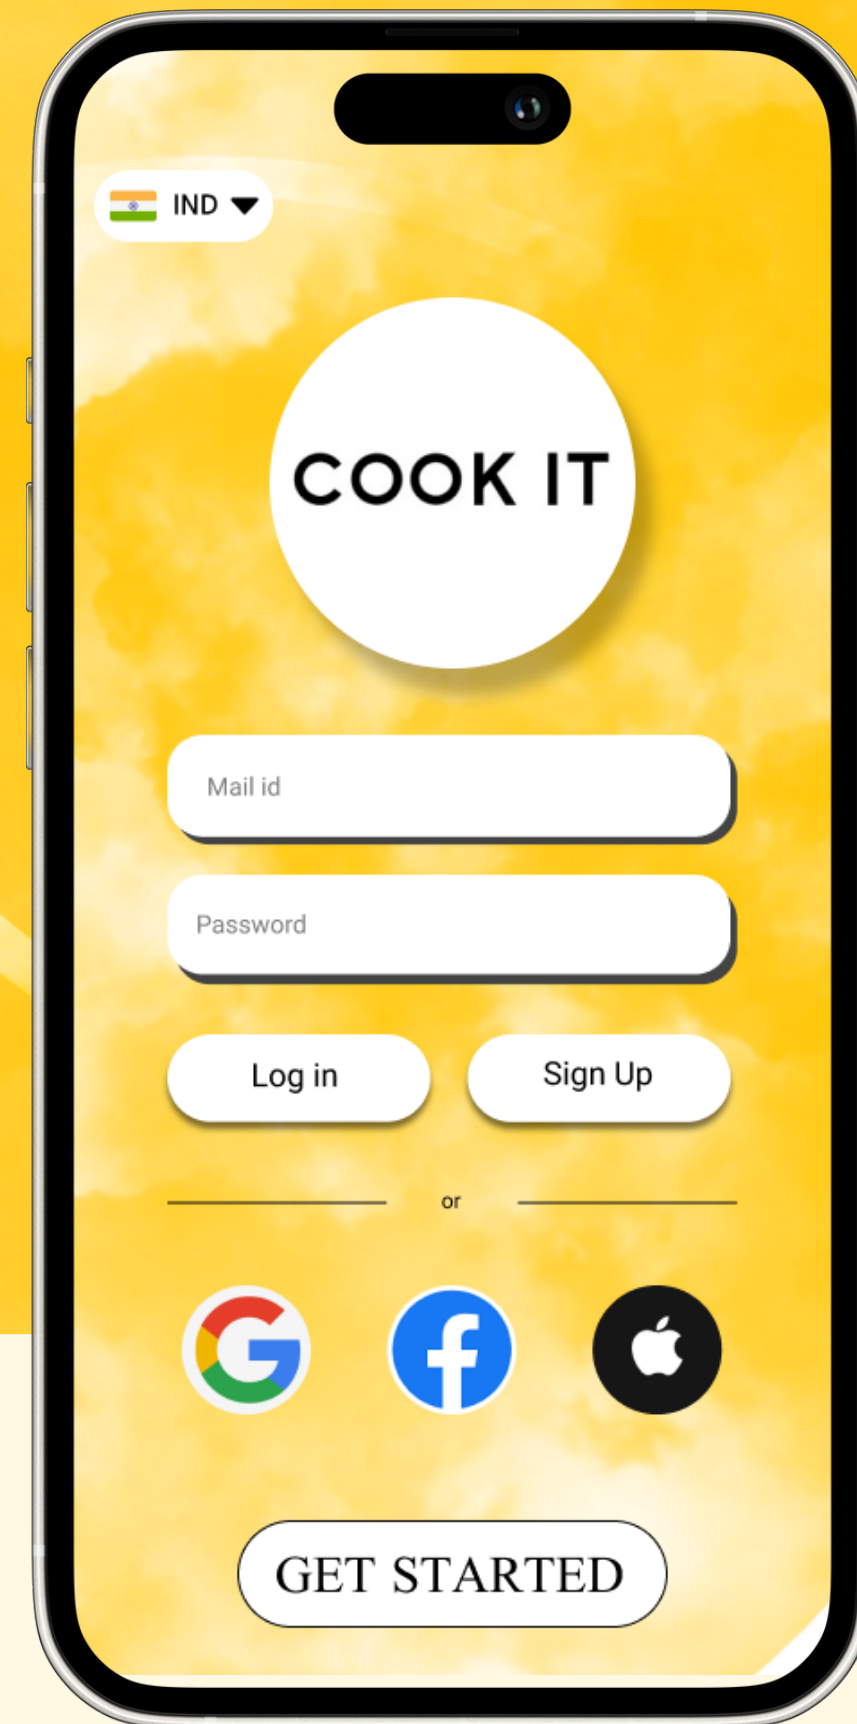 IND
COOK IT
Mail id
Password
Log in
Sign Up
or
GET STARTED